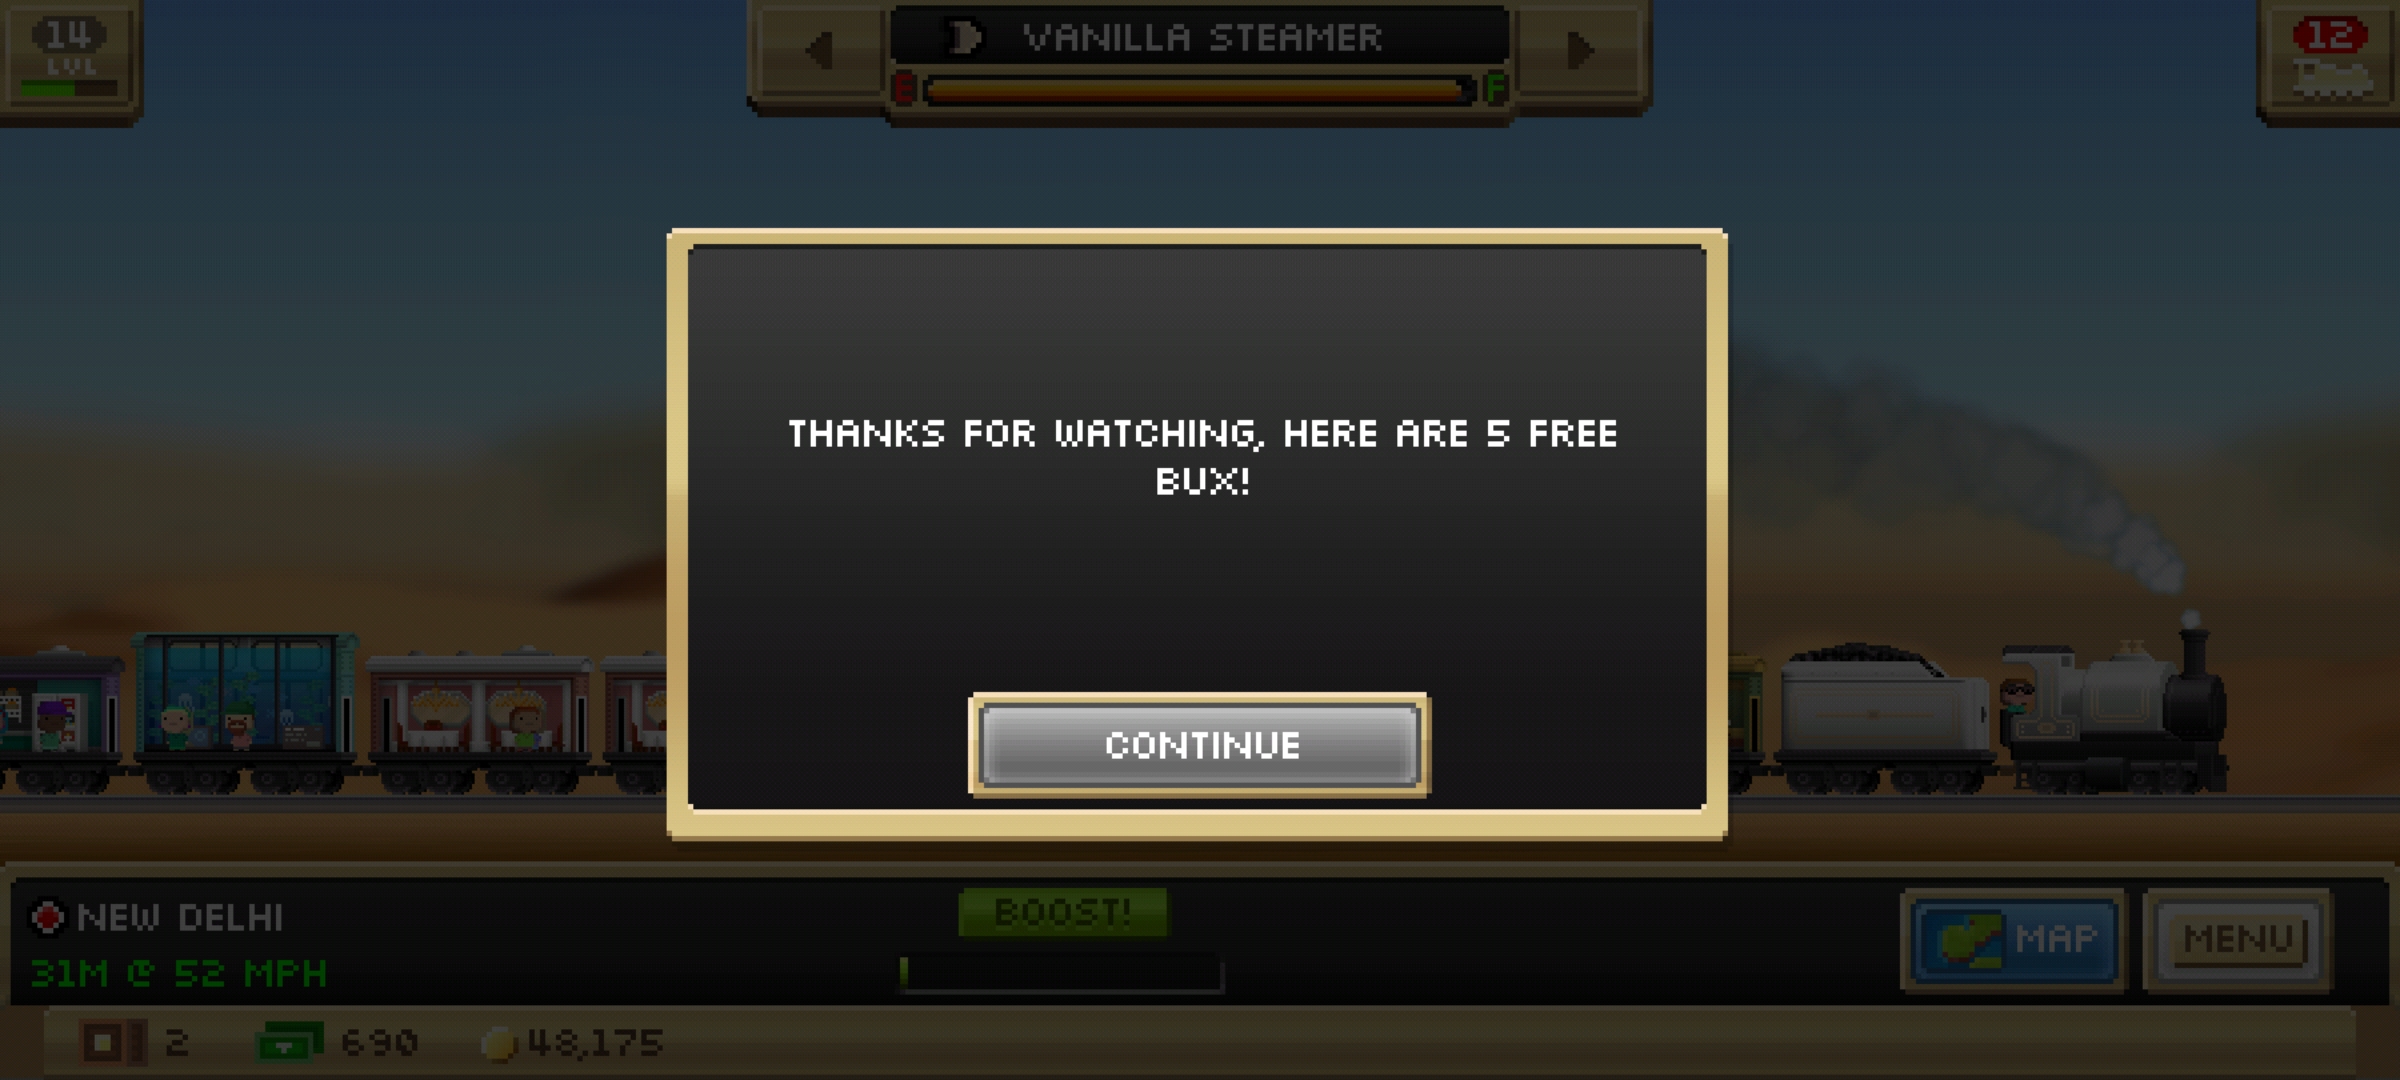 14
LVL
VANILLA STEAMER
E F
12
THANKS FOR WATCHING, HERE ARE 5 FREE
BUX!
CONTINUE
NEW DELHI
31M @ 52 MPH
BOOST!
MAP
MENU
2 690 48,175